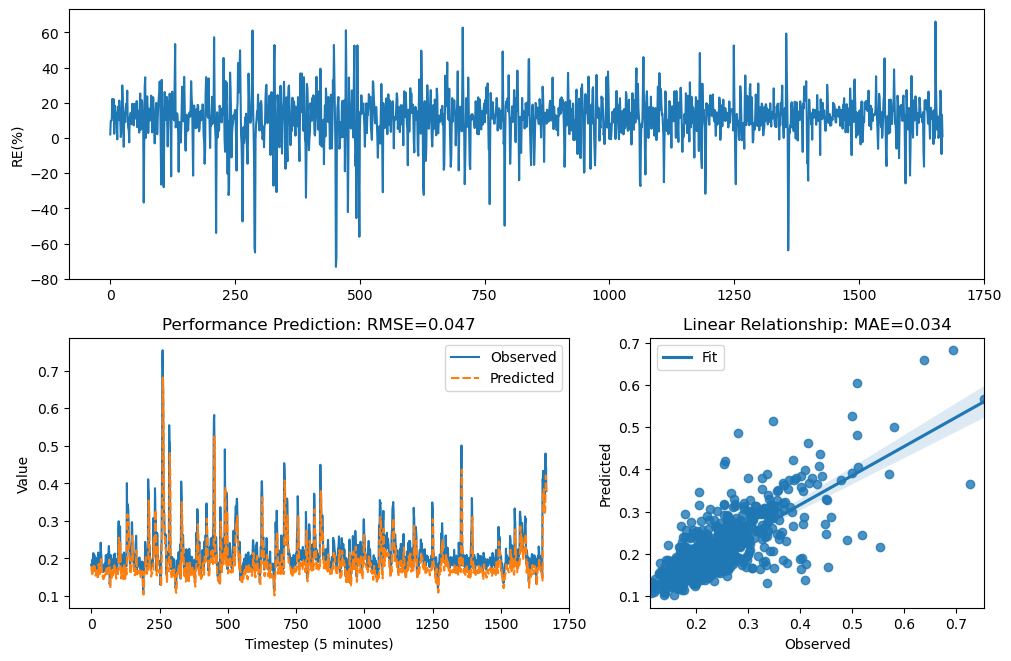 60
40
20
0
−20
−40
−60
−80
RE(%)
0 250 500 750 1000 1250 1500 1750
Performance Prediction: RMSE=0.047
Observed
Predicted
0.7
0.6
0.5
0.4
0.3
0.2
0.1
Value
0 250 500 750 1000 1250 1500 1750
Timestep (5 minutes)
Linear Relationship: MAE=0.034
Fit
0.7
0.6
0.5
0.4
0.3
0.2
0.1
Predicted
0.2 0.3 0.4 0.5 0.6 0.7
Observed